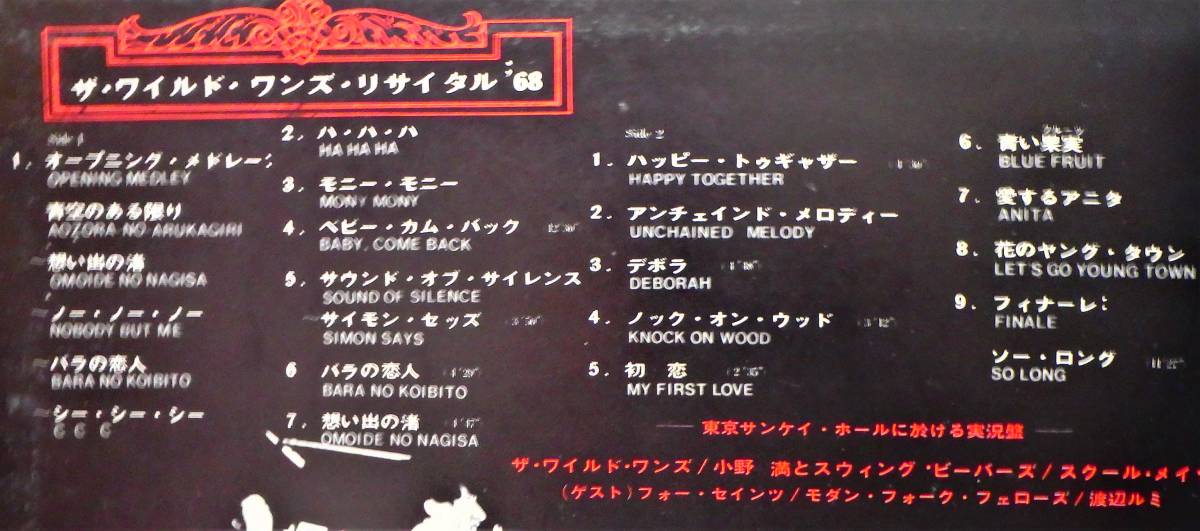 ザ・ワイルド・ワンズ・リサイタル '68
Side 1
1. オープニング・メドレー:
OPENING MEDLEY
青空のある限り
AOZORA NO ARUKAGIRI
想い出の渚
OMOIDE NO NAGISA
ノー・ノー・ノー
NOBODY BUT ME
バラの恋人
BARA NO KOIBITO
シー・シー・シー
C C C
2. ハ・ハ・ハ
HA HA HA
3. モニー・モニー
MONY MONY
4. ベビー・カム・バック
BABY, COME BACK
5. サウンド・オブ・サイレンス
SOUND OF SILENCE
サイモン・セッズ
SIMON SAYS
6 バラの恋人
BARA NO KOIBITO
7. 想い出の渚
OMOIDE NO NAGISA
Side 2
1. ハッピー・トゥギャザー
HAPPY TOGETHER
2. アンチェインド・メロディー
UNCHAINED MELODY
3. デボラ
DEBORAH
4. ノック・オン・ウッド
KNOCK ON WOOD
5. 初 恋
MY FIRST LOVE
6. 青い果実
BLUE FRUIT
7. 愛するアニタ
ANITA
8. 花のヤング・タウン
LET'S GO YOUNG TOWN
9. フィナーレ:
FINALE
ソー・ロング
SO LONG
東京サンケイ・ホールに於ける実況盤
ザ・ワイルド・ワンズ/小野 満とスウィング・ビーバーズ/スクール・メイ・
(ゲスト)フォー・セインツ/モダン・フォーク・フェローズ/渡辺ルミ